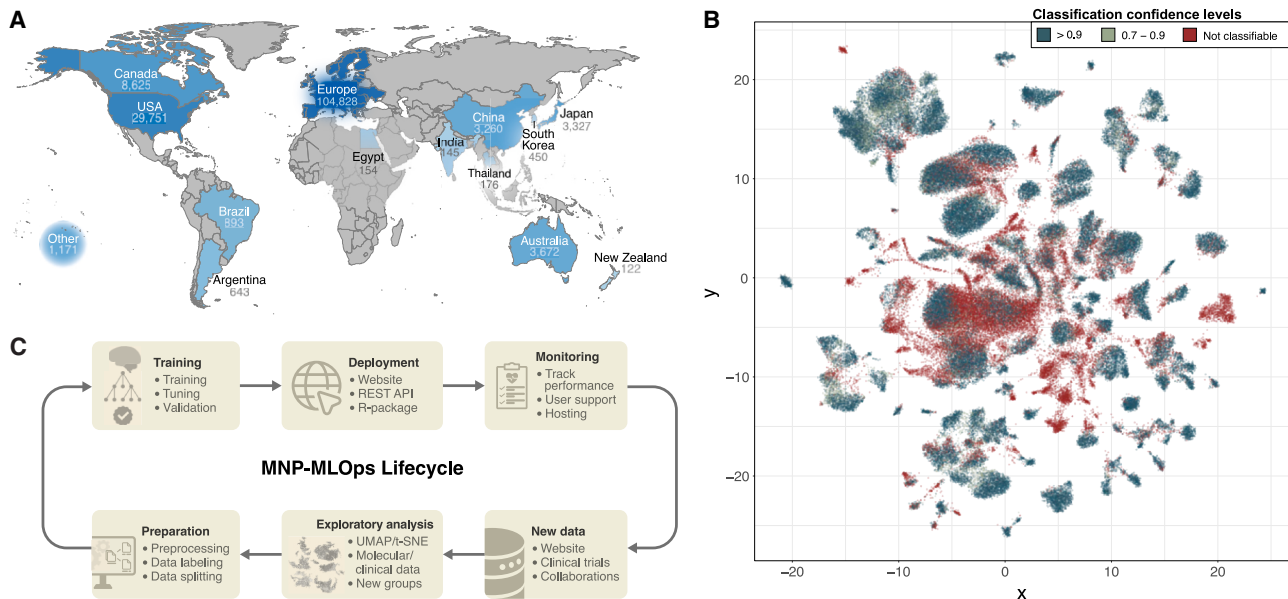 A
Canada
8,625
USA
29,751
Europe
104,828
China
3,260
Japan
3,327
South
Korea
450
India
145
Egypt
154
Thailand
176
Brazil
893
Other
1,171
Australia
3,672
New Zealand
122
Argentina
643
B
Classification confidence levels
> 0.9
0.7 – 0.9
Not classifiable
20
10
0
−10
−20
y
−20
−10
0
10
20
x
C
Training
• Training
• Tuning
• Validation
Deployment
• Website
• REST API
• R-package
Monitoring
• Track
performance
• User support
• Hosting
MNP-MLOps Lifecycle
Preparation
• Preprocessing
• Data labeling
• Data splitting
Exploratory analysis
• UMAP/t-SNE
• Molecular/
clinical data
• New groups
New data
• Website
• Clinical trials
• Collaborations